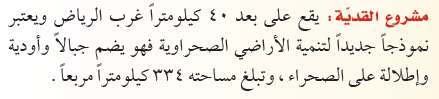 مشروع القديّة : يقع على بعد ٤٠ كيلومتراً غرب الرياض ويعتبر
نموذجاً جديداً لتنمية الأراضي الصحراوية فهو يضم جبالاً وأودية
وإطلالة على الصحراء ، وتبلغ مساحته ٣٣٤ كيلومتراً مربعاً .